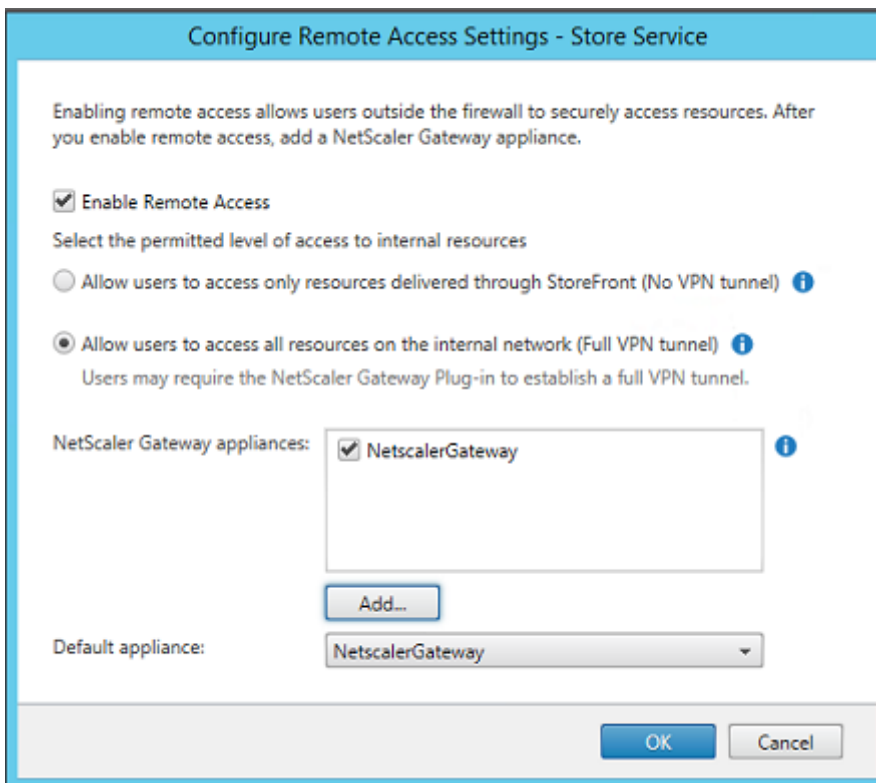 Configure Remote Access Settings - Store Service
Enabling remote access allows users outside the firewall to securely access resources. After
you enable remote access, add a NetScaler Gateway appliance.
Enable Remote Access
Select the permitted level of access to internal resources
Allow users to access only resources delivered through StoreFront (No VPN tunnel)
Allow users to access all resources on the internal network (Full VPN tunnel)
Users may require the NetScaler Gateway Plug-in to establish a full VPN tunnel.
NetScaler Gateway appliances:
NetscalerGateway
Add...
Default appliance:
NetscalerGateway
OK
Cancel